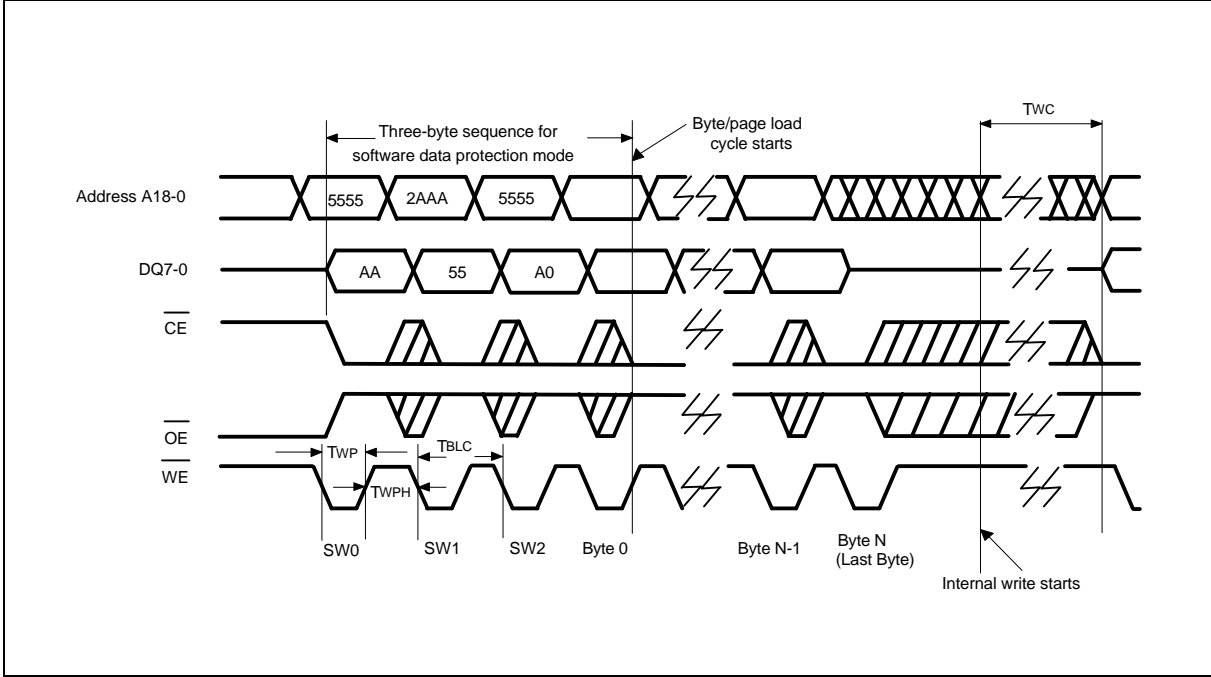 Three-byte sequence for
software data protection mode
Byte/page load
cycle starts
TWC
Address A18-0
5555
2AAA
5555
DQ7-0
AA
55
A0
CE
OE
TWP
TBLC
WE
TWPH
SW0
SW1
SW2
Byte 0
Byte N-1
Byte N
(Last Byte)
Internal write starts